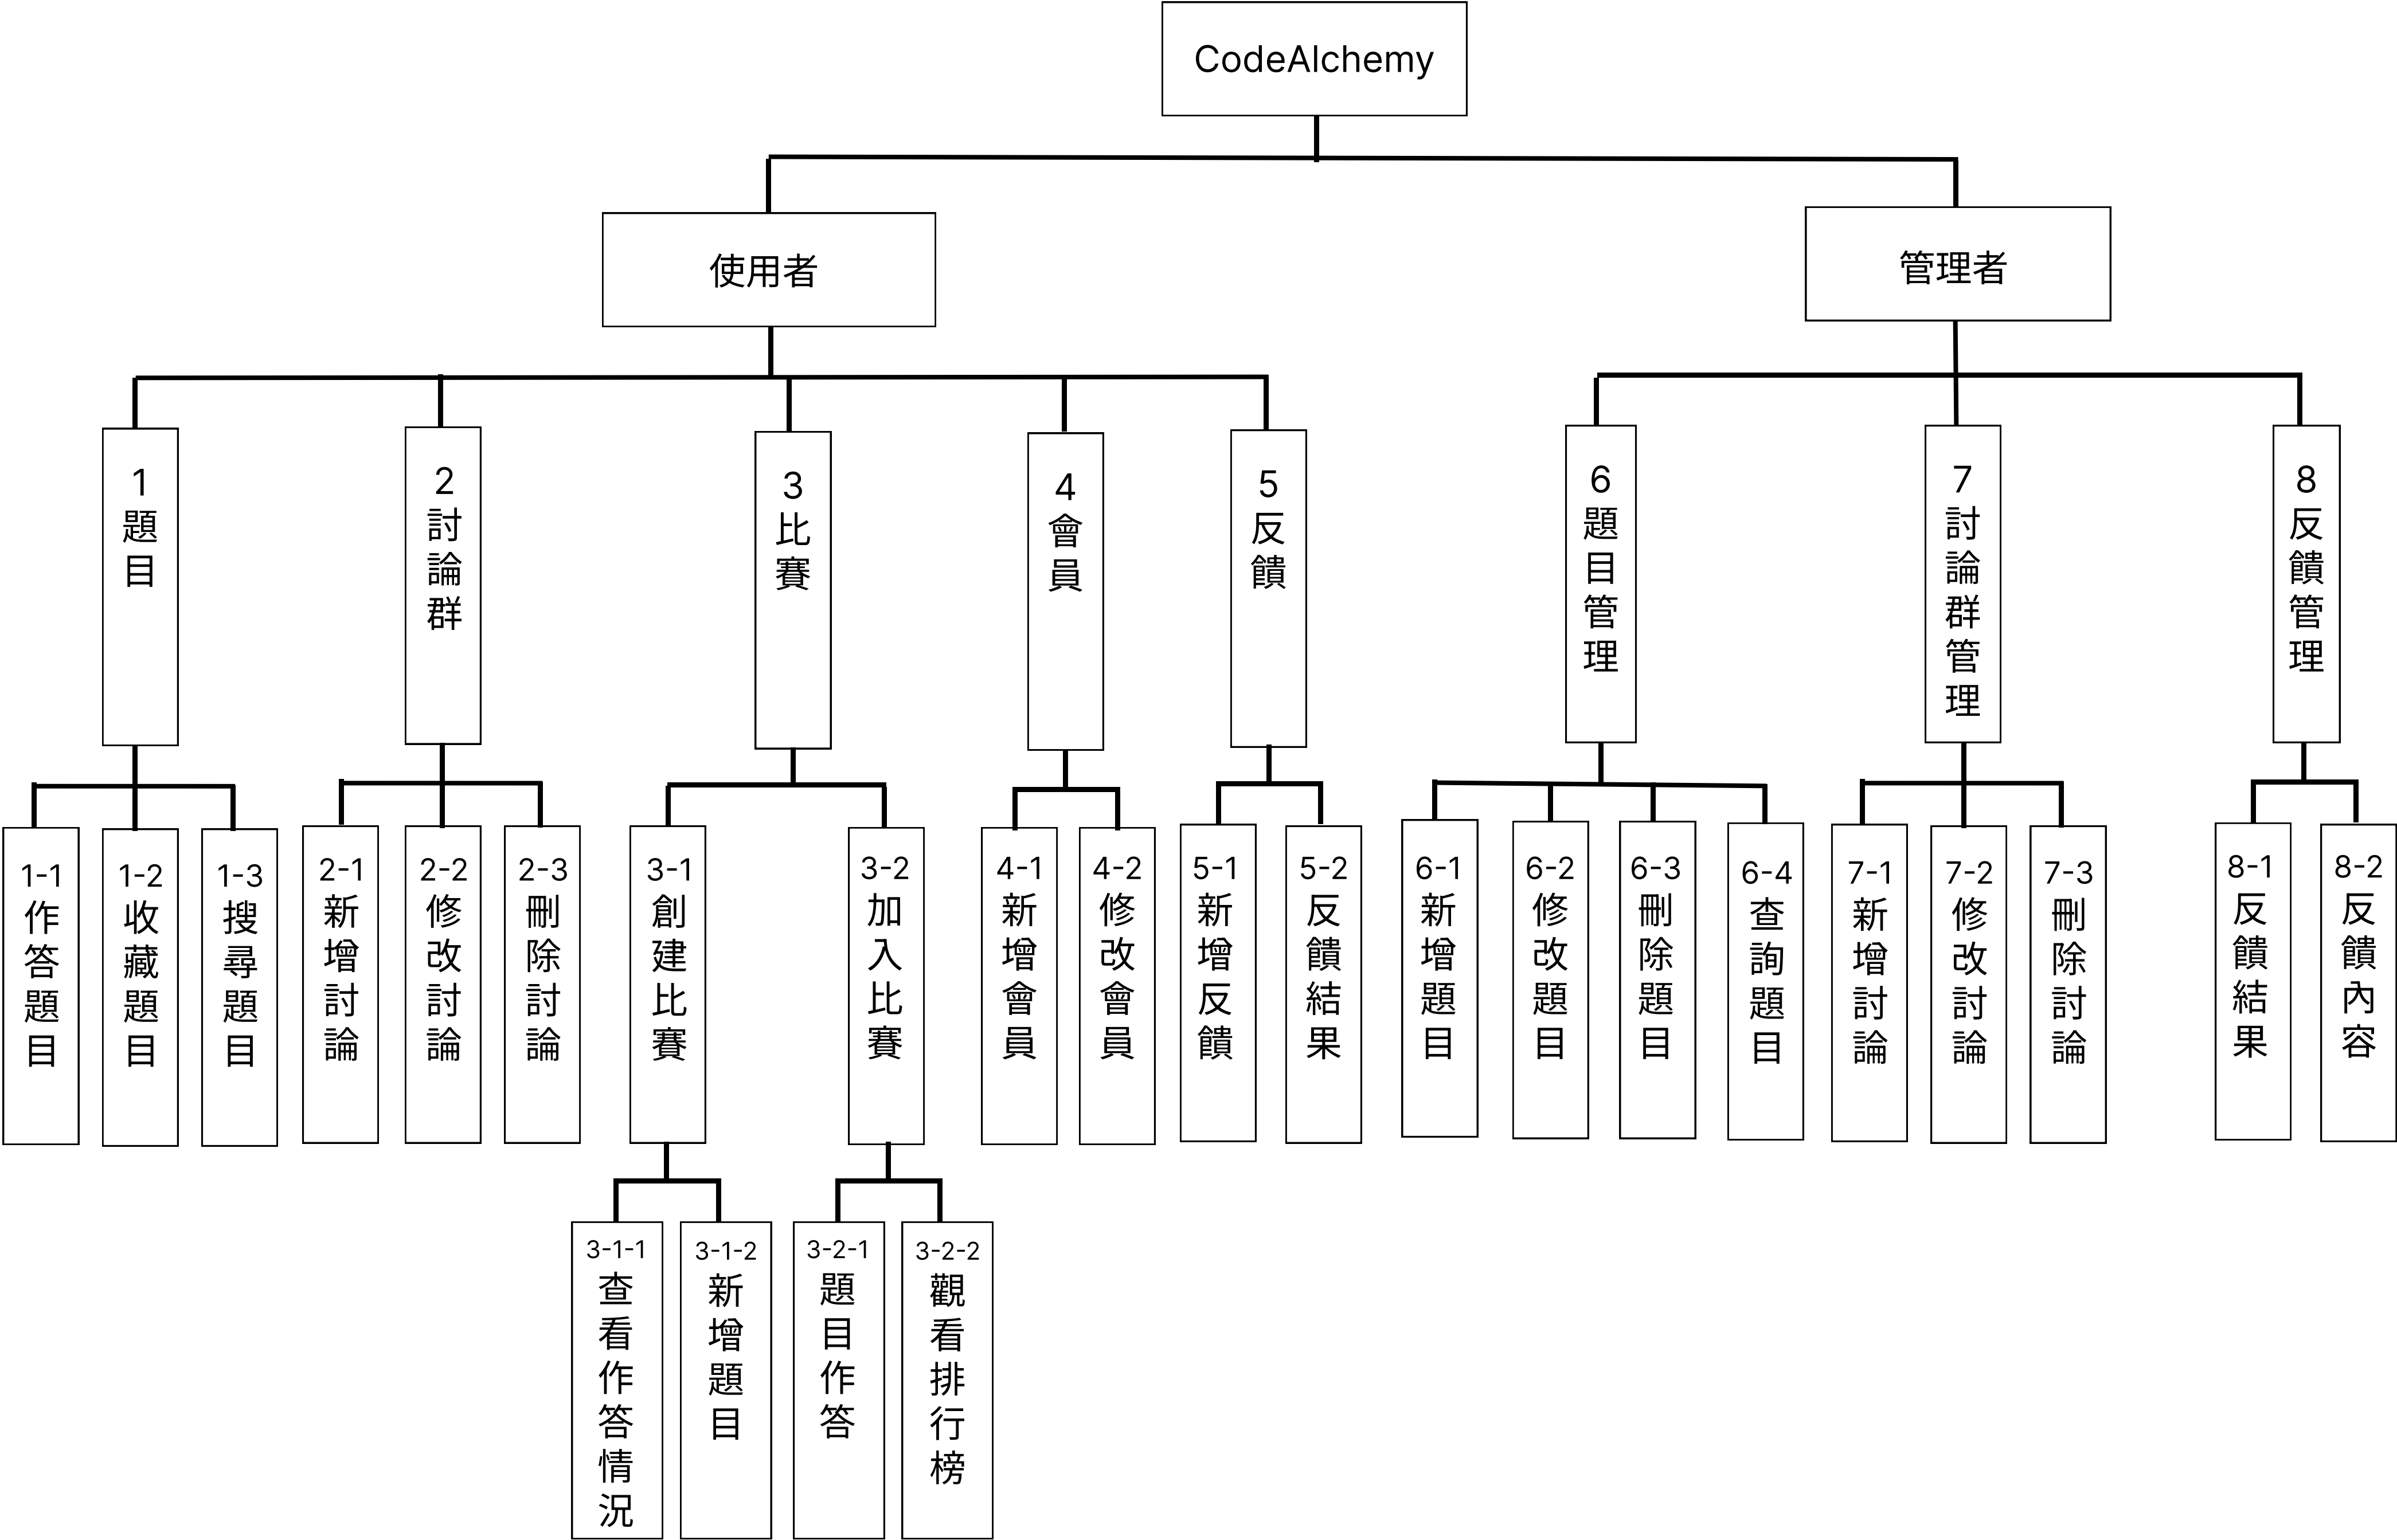 CodeAlchemy
使用者
管理者
1題目
2討論群
3比賽
4會員
5反饋
6題目管理
7討論群管理
8反饋管理
1-1作答題目
1-2收藏題目
1-3搜尋題目
2-1新增討論
2-2修改討論
2-3刪除討論
3-1創建比賽
3-2加入比賽
4-1新增會員
4-2修改會員
5-1新增反饋
5-2反饋結果
6-1新增題目
6-2修改題目
6-3刪除題目
6-4查詢題目
7-1新增討論
7-2修改討論
7-3刪除討論
8-1反饋結果
8-2反饋內容
3-1-1查看作答情況
3-1-2新增題目
3-2-1題目作答
3-2-2觀看排行榜